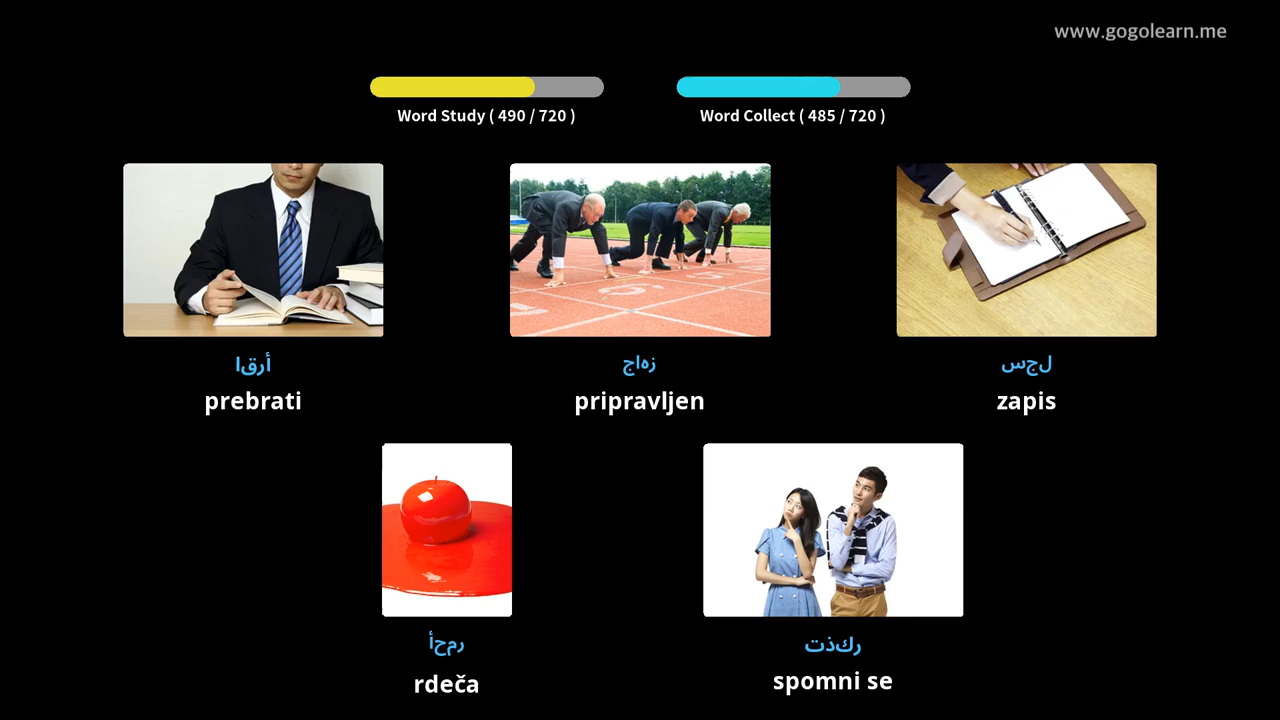 www.gogolearn.me
Word Study ( 490 / 720 )
Word Collect ( 485 / 720 )
أرقا
prebrati
زهاج
pripravljen
لجس
zapis
رمحأ
rdeča
ركذت
spomni se